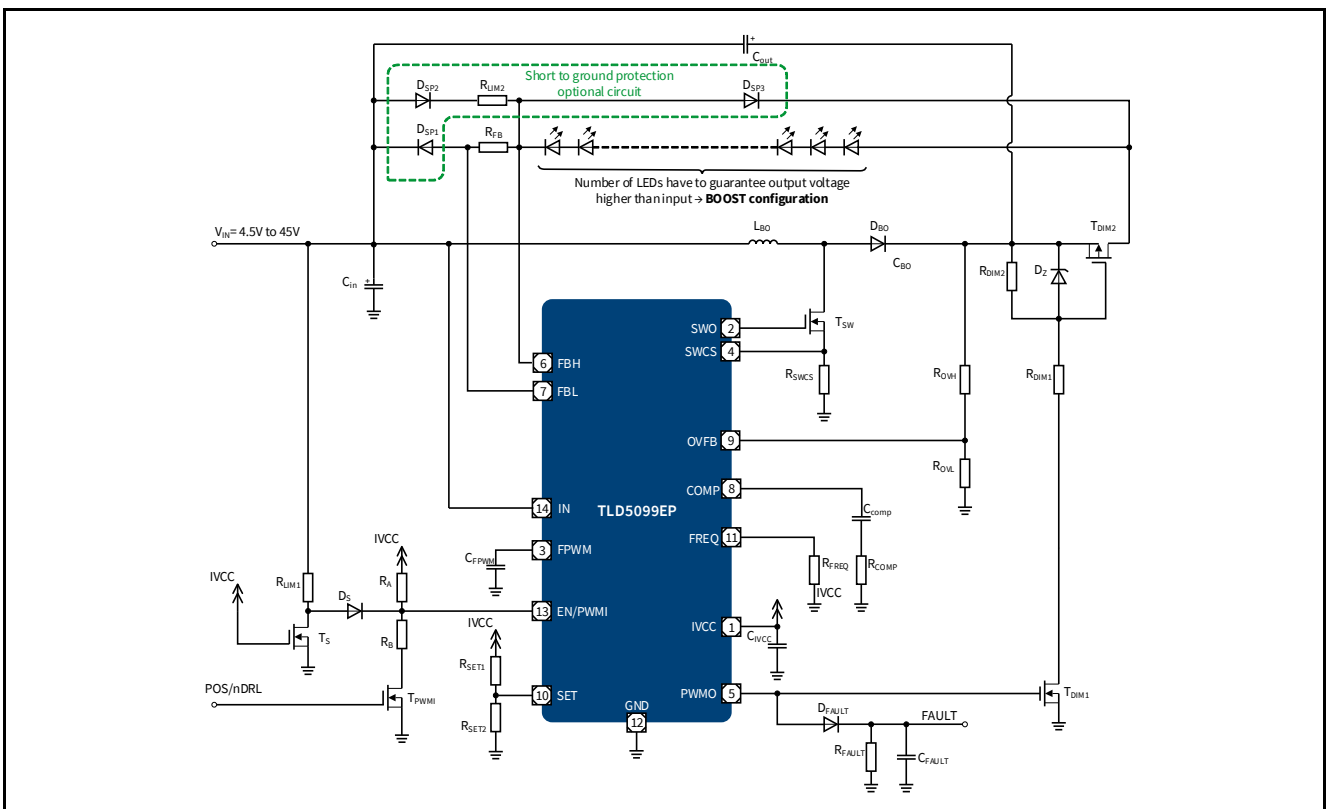 Cout
Short to ground protection
optional circuit
DSP2
RLIM2
DSP3
DSP1
RFB
Number of LEDs have to guarantee output voltage
higher than input → BOOST configuration
VIN= 4.5V to 45V
LBO
DBO
CBO
TDIM2
RDIM2
DZ
Cin
SWO
2
TSW
SWCS
4
6
FBH
RSWCS
ROVH
RDIM1
7
FBL
OVFB
9
ROVL
COMP
8
14
IN
TLD5099EP
Ccomp
FREQ
11
IVCC
3
FPWM
CFPWM
RFREQ
RCOMP
IVCC
RLIM1
RA
DS
IVCC
13
EN/PWMI
IVCC
IVCC
1
CIVCC
TS
RB
RSET1
POS/nDRL
TPWMI
10
SET
PWMO
5
TDIM1
GND
12
RSET2
DFAULT
FAULT
RFAULT
CFAULT